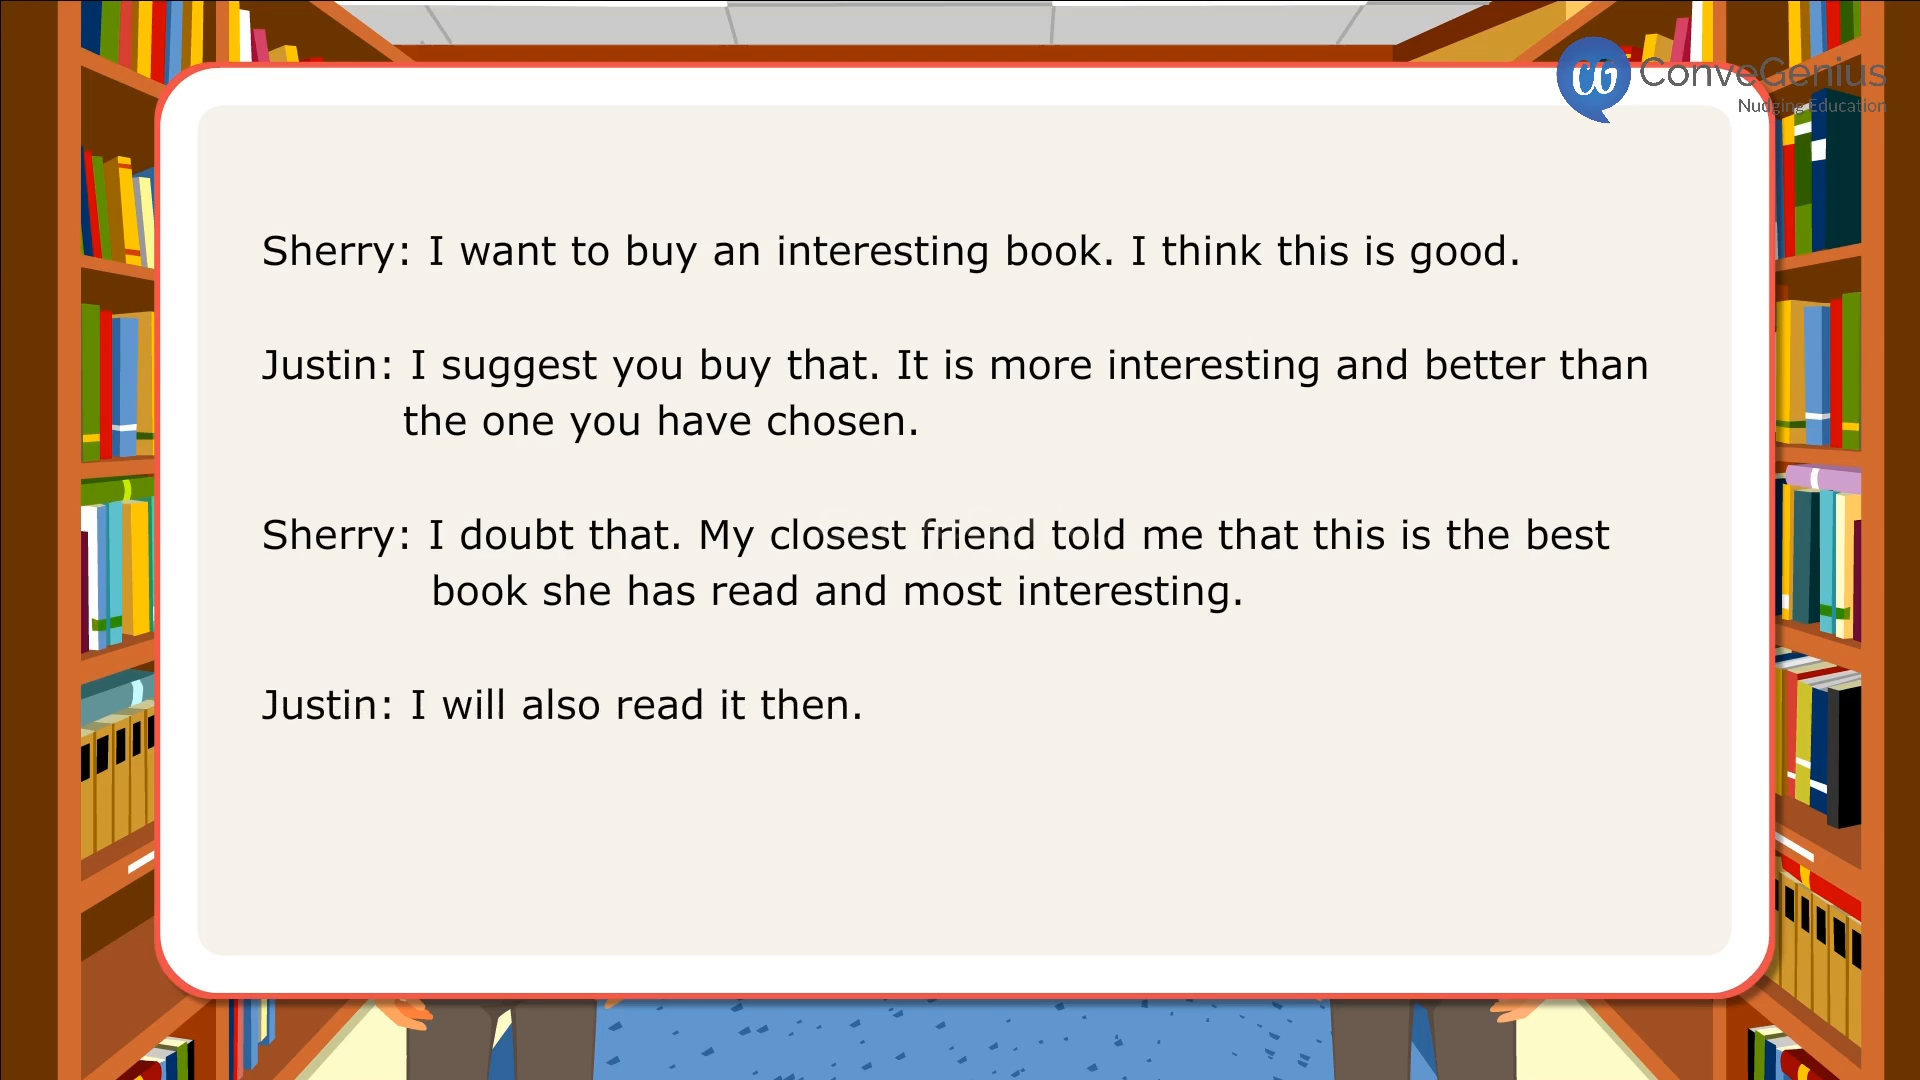 ConveGenius
Nudging Education
Sherry: I want to buy an interesting book. I think this is good.
Justin: I suggest you buy that. It is more interesting and better than
the one you have chosen.
Sherry: I doubt that. My closest friend told me that this is the best
book she has read and most interesting.
Justin: I will also read it then.